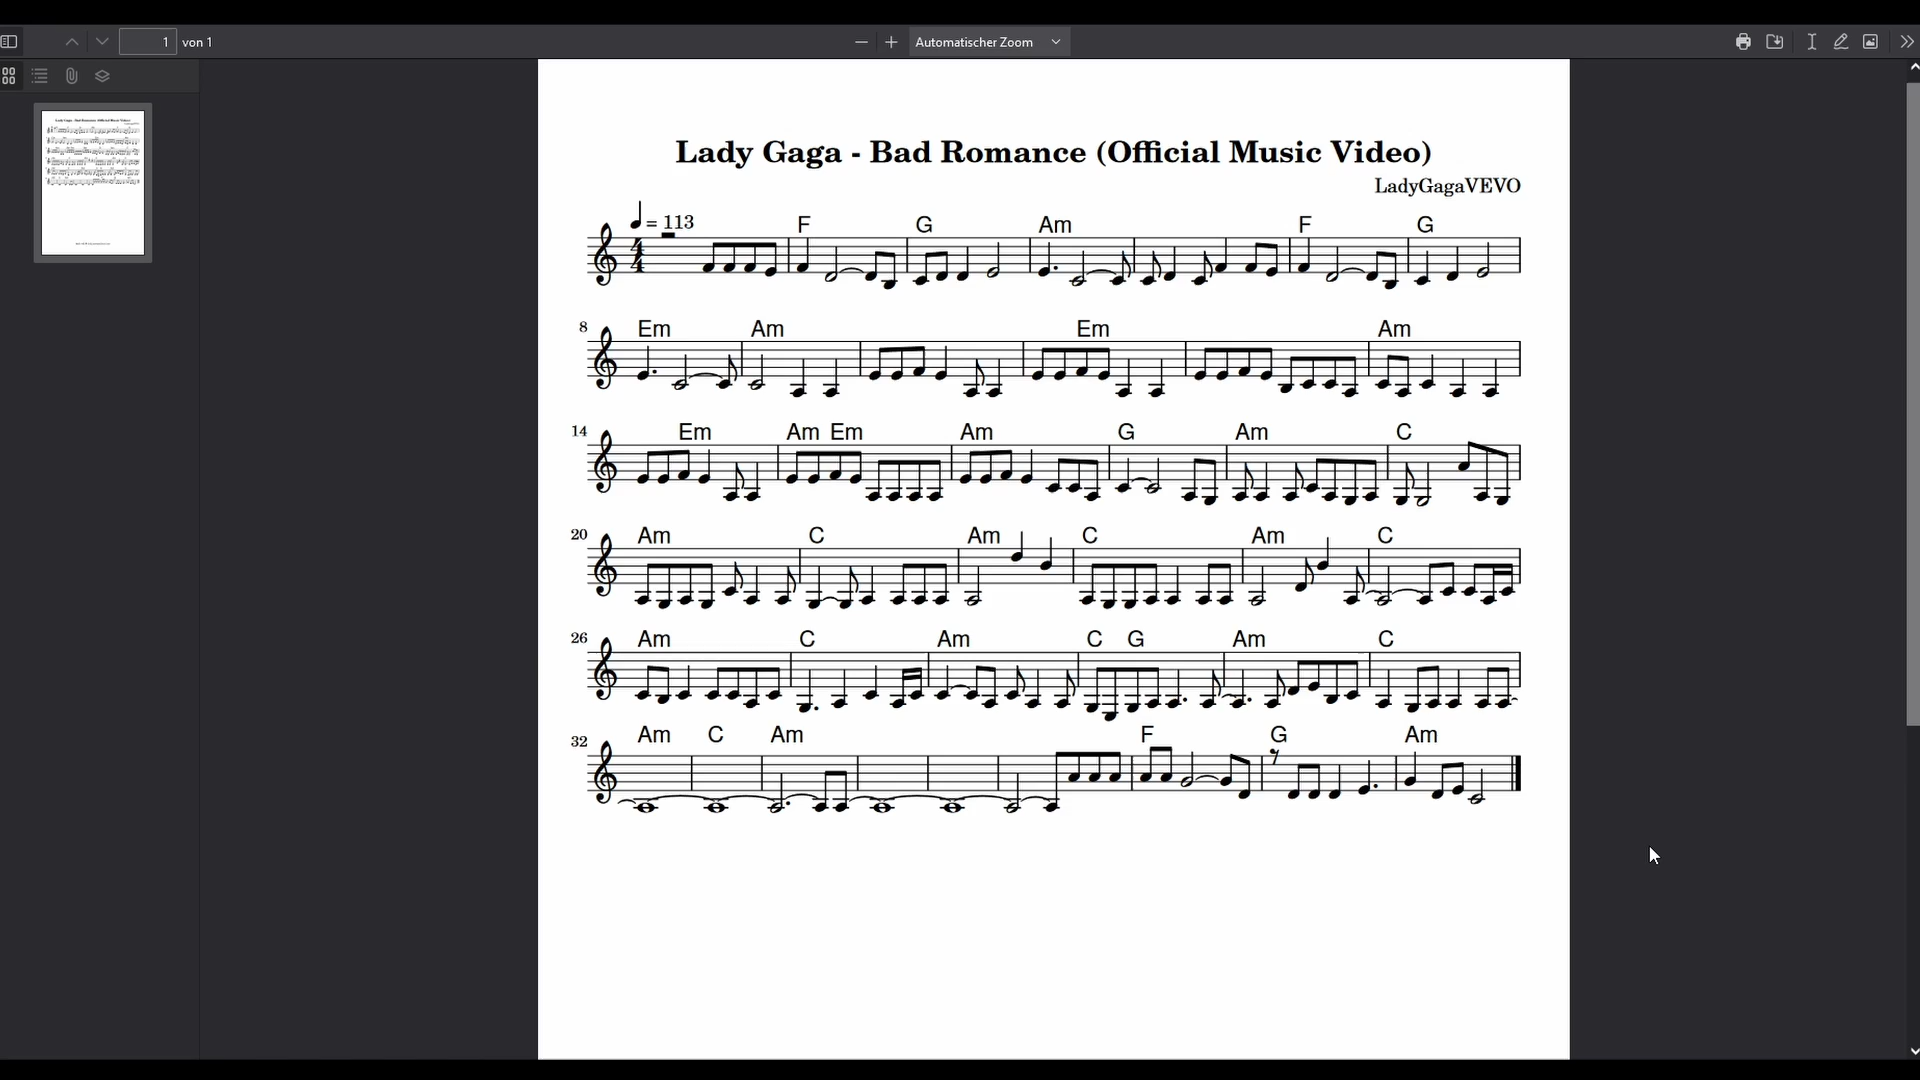 1 von 1 Automatischer Zoom
Lady Gaga - Bad Romance (Official Music Video)
LadyGagaVEVO
= 113 F G Am F G
4
4
8 Em Am Em Am
14 Em Am Em Am G Am C
20 Am C Am C Am C
26 Am C Am C G Am C
32 Am C Am F G Am